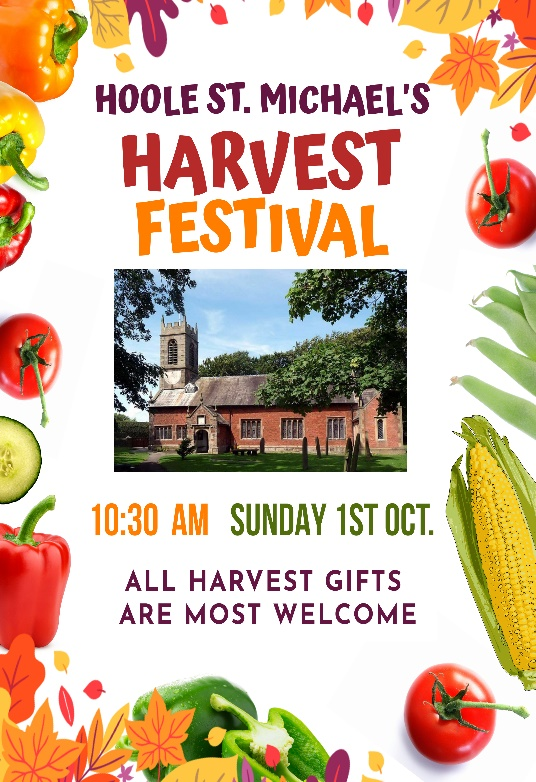 HOOLE ST. MICHAEL'S
HARVEST
FESTIVAL
10:30 AM SUNDAY 1ST OCT.
ALL HARVEST GIFTS
ARE MOST WELCOME